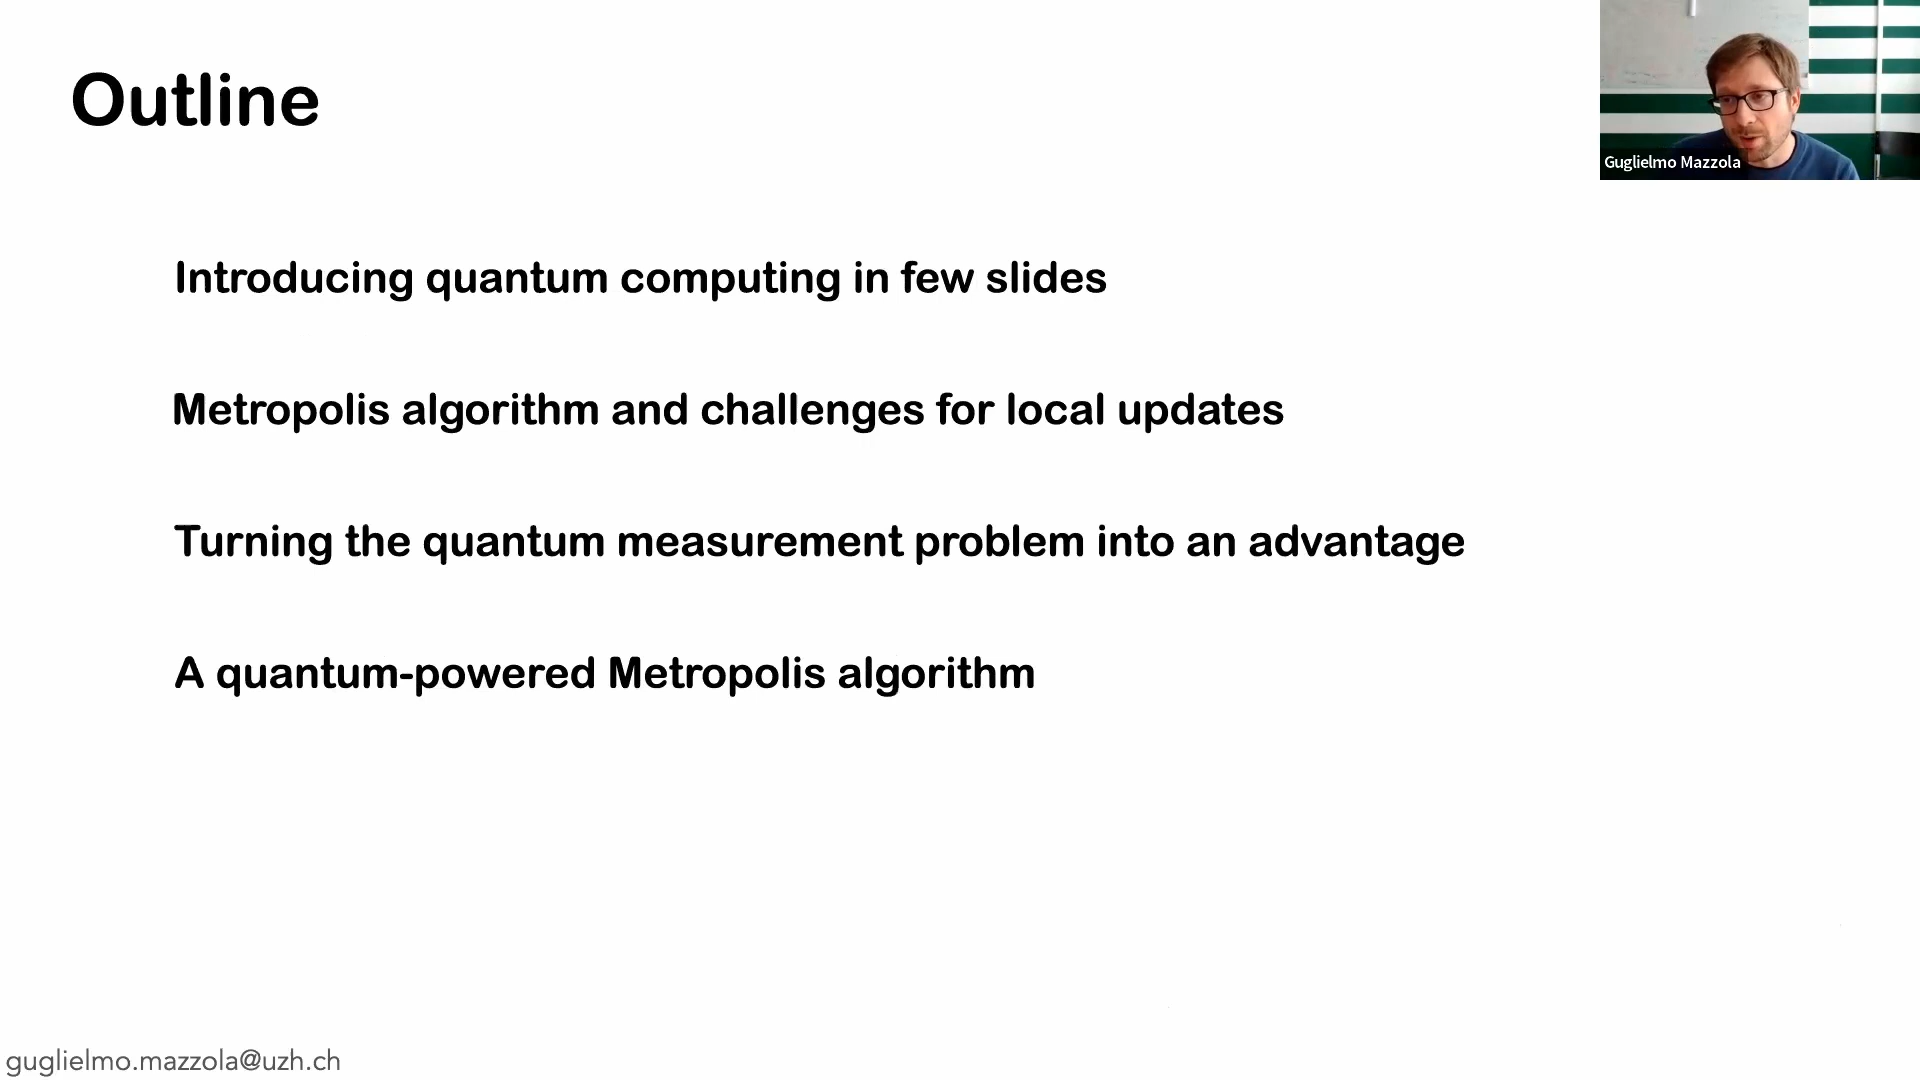 Outline
Guglielmo Mazzola
Introducing quantum computing in few slides
Metropolis algorithm and challenges for local updates
Turning the quantum measurement problem into an advantage
A quantum-powered Metropolis algorithm
guglielmo.mazzola@uzh.ch